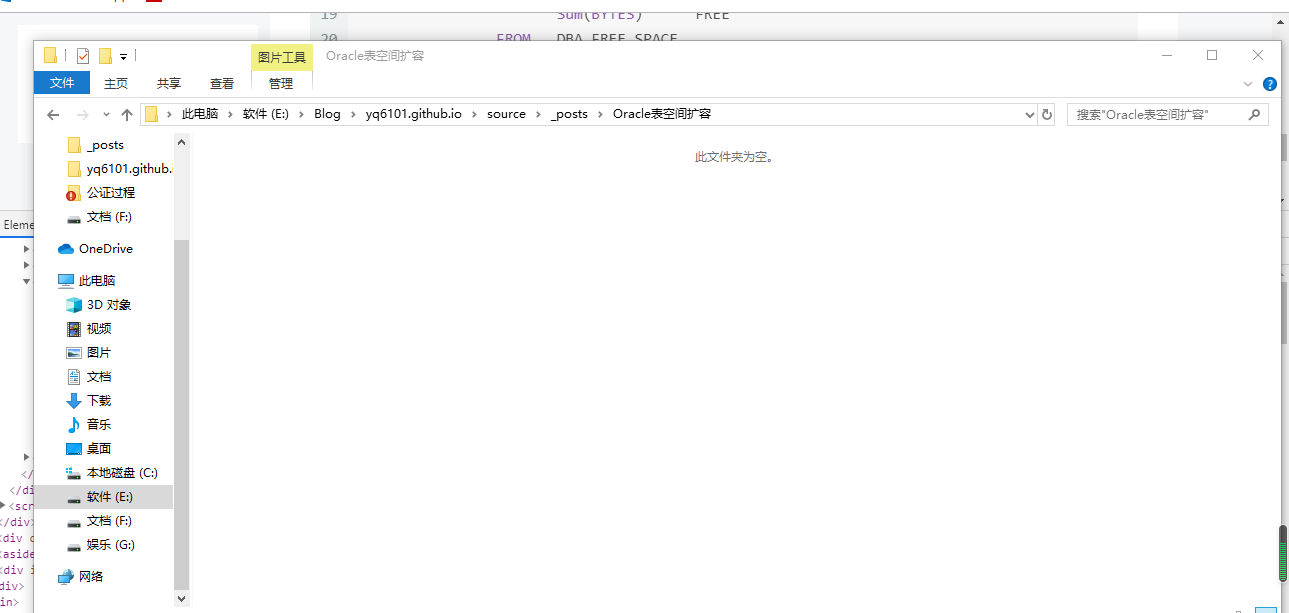 19 Sum(BYTES) FREE
20 FROM DBA_FREE_SPACE
图片工具 Oracle表空间扩容
文件 主页 共享 查看 管理
此电脑 软件 (E:) Blog yq6101.github.io source _posts Oracle表空间扩容 搜索"Oracle表空间扩容"
_posts
此文件夹为空。
yq6101.github.i
公证过程
文档 (F:)
Eleme
OneDrive
此电脑
3D 对象
视频
图片
文档
下载
音乐
桌面
本地磁盘 (C:)
</
</di
软件 (E:)
<scr
文档 (F:)
</div>
<div c
娱乐 (G:)
<aside
<div i
网络
div>
in>